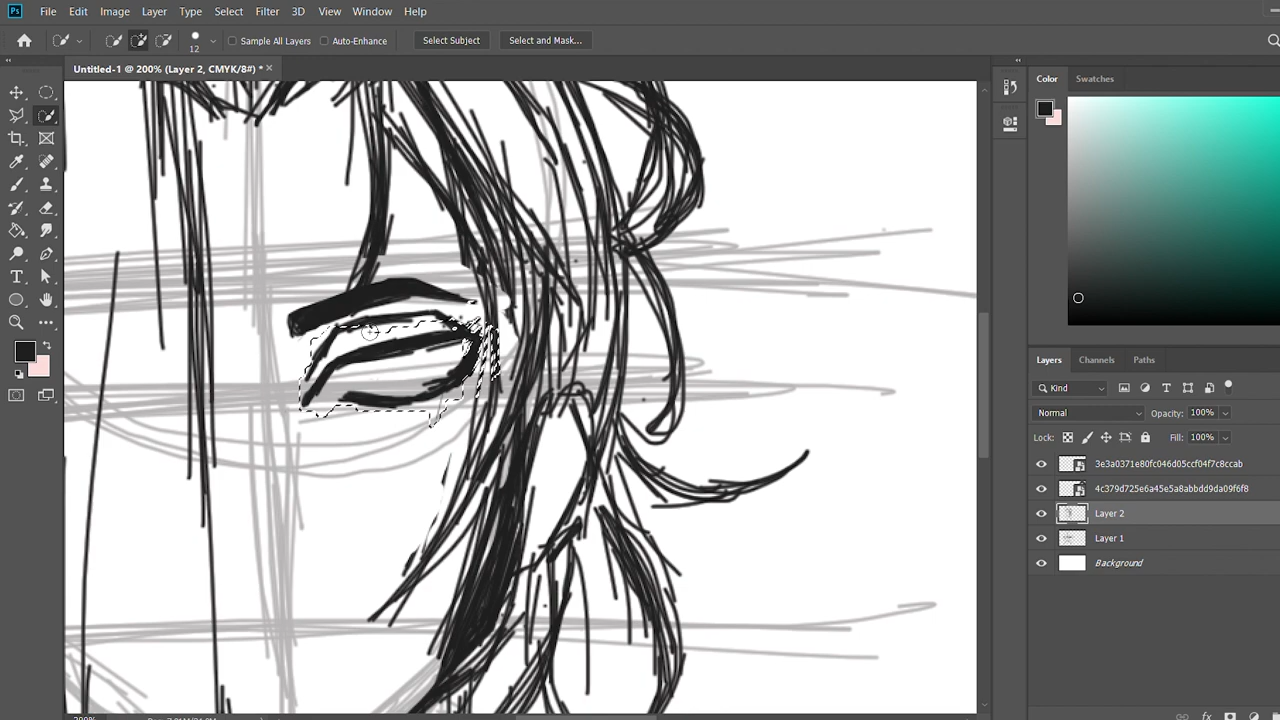 Ps File Edit Image Layer Type Select Filter 3D View Window Help
12 Sample All Layers Auto-Enhance Select Subject Select and Mask...
Untitled-1 @ 200% (Layer 2, CMYK/8#) * ×
Color Swatches
Layers Channels Paths
Kind
Normal Opacity: 100%
Lock: Fill: 100%
3e3a0371e80fc046d05ccf04f7c8ccab
4c379d725e6a45e5a8abbdd9da09f6f8
Layer 2
Layer 1
Background
fx